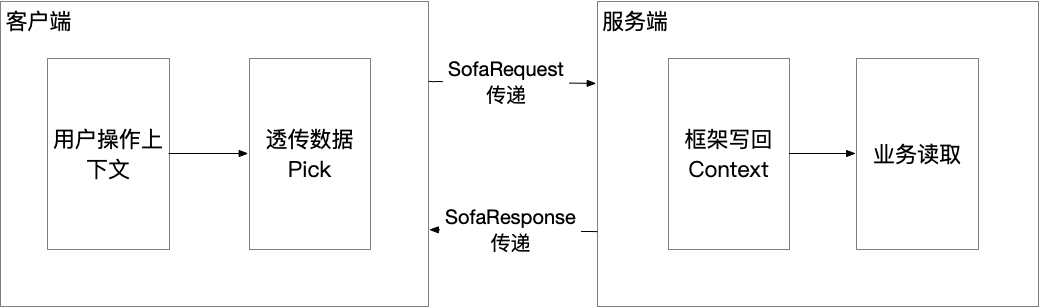 客户端
用户操作上
下文
透传数据
Pick
SofaRequest
传递
SofaResponse
传递
服务端
框架写回
Context
业务读取